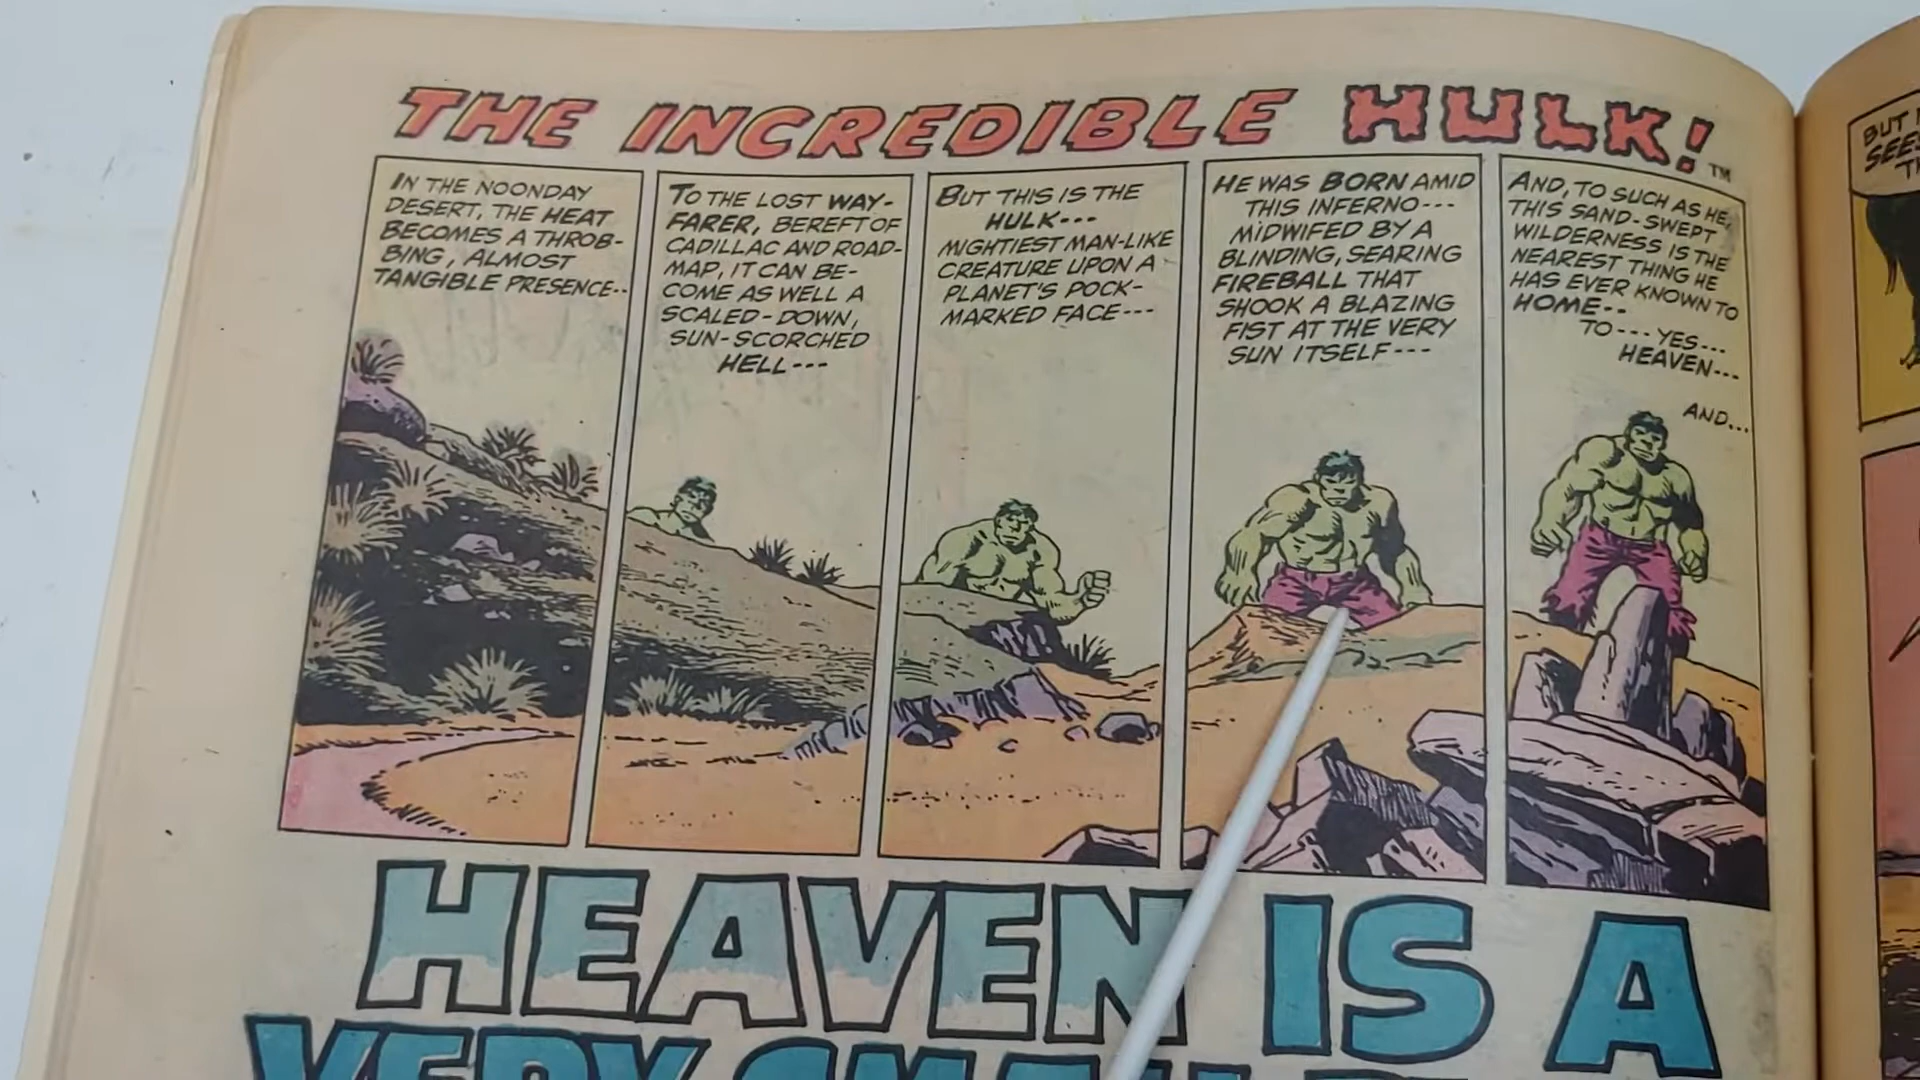 THE INCREDIBLE HULK!
TM
IN THE NOONDAY
DESERT, THE HEAT
BECOMES A THROB-
BING, ALMOST
TANGIBLE PRESENCE--
TO THE LOST WAY-
FARER, BEREFT OF
CADILLAC AND ROAD-
MAP, IT CAN BE-
COME AS WELL A
SCALED-DOWN,
SUN-SCORCHED
HELL---
BUT THIS IS THE
HULK---
MIGHTIEST MAN-LIKE
CREATURE UPON A
PLANET'S POCK-
MARKED FACE---
HE WAS BORN AMID
THIS INFERNO---
MIDWIFED BY A
BLINDING, SEARING
FIREBALL THAT
SHOOK A BLAZING
FIST AT THE VERY
SUN ITSELF---
AND, TO SUCH AS HE,
THIS SAND-SWEPT
WILDERNESS IS THE
NEAREST THING HE
HAS EVER KNOWN TO
HOME--
TO---YES---
HEAVEN---
AND...
HEAVEN IS A
VERY
BUT